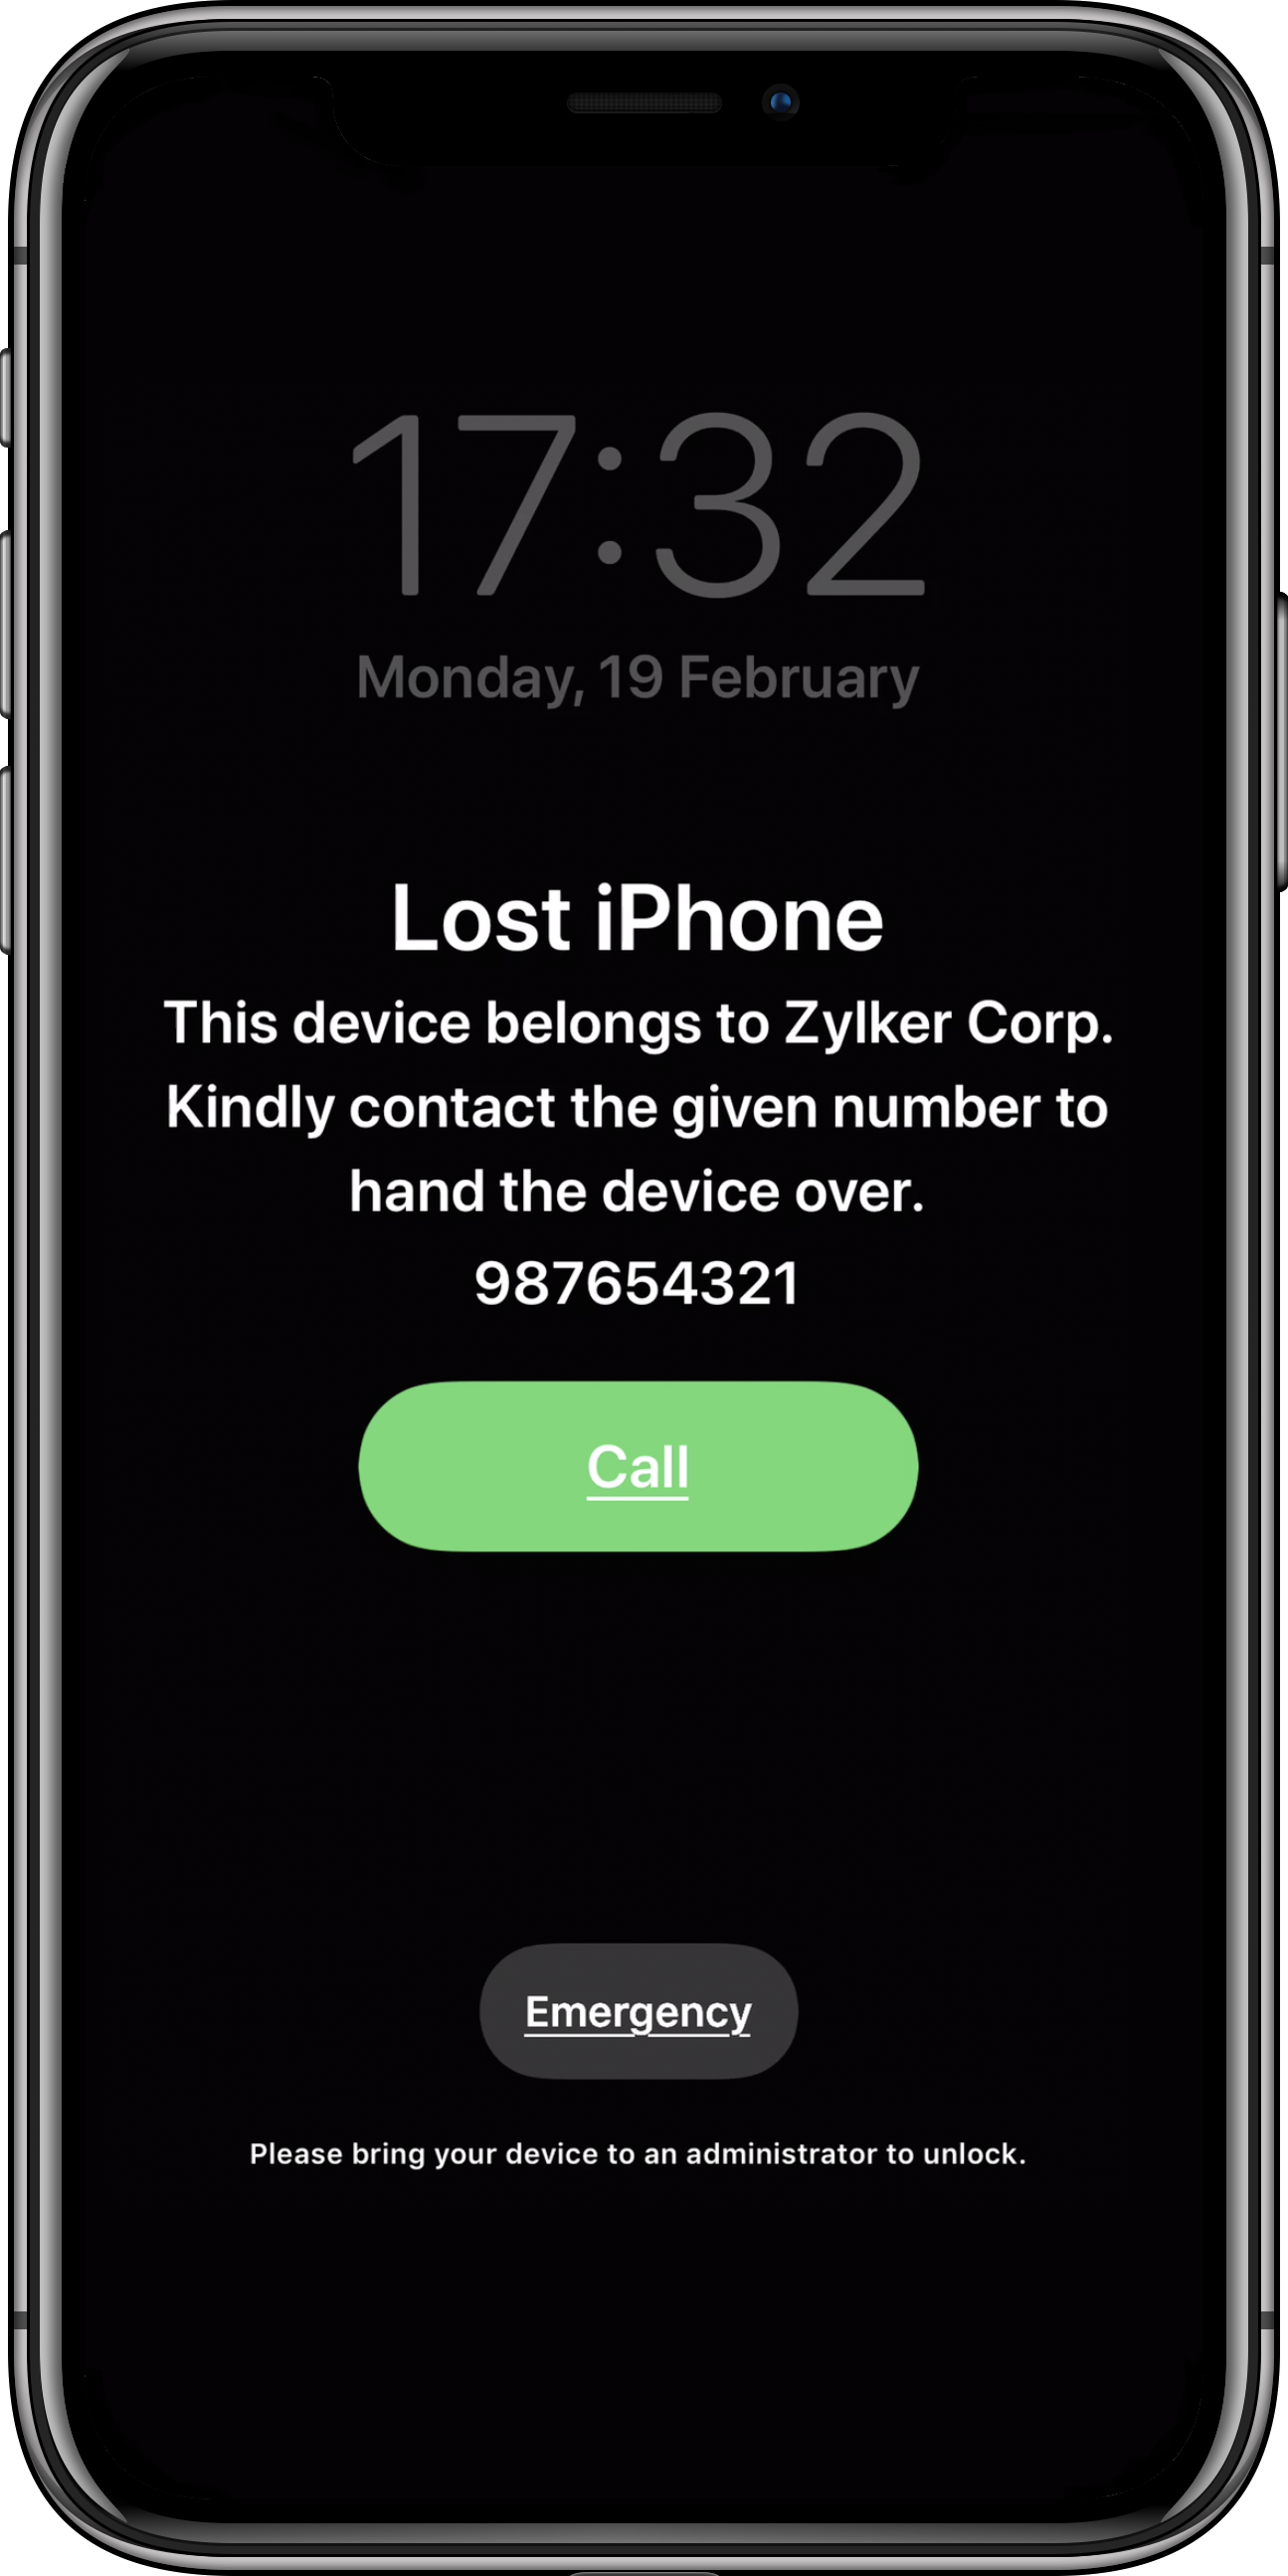 17:32
Monday, 19 February
Lost iPhone
This device belongs to Zylker Corp.
Kindly contact the given number to
hand the device over.
987654321
Call
Emergency
Please bring your device to an administrator to unlock.